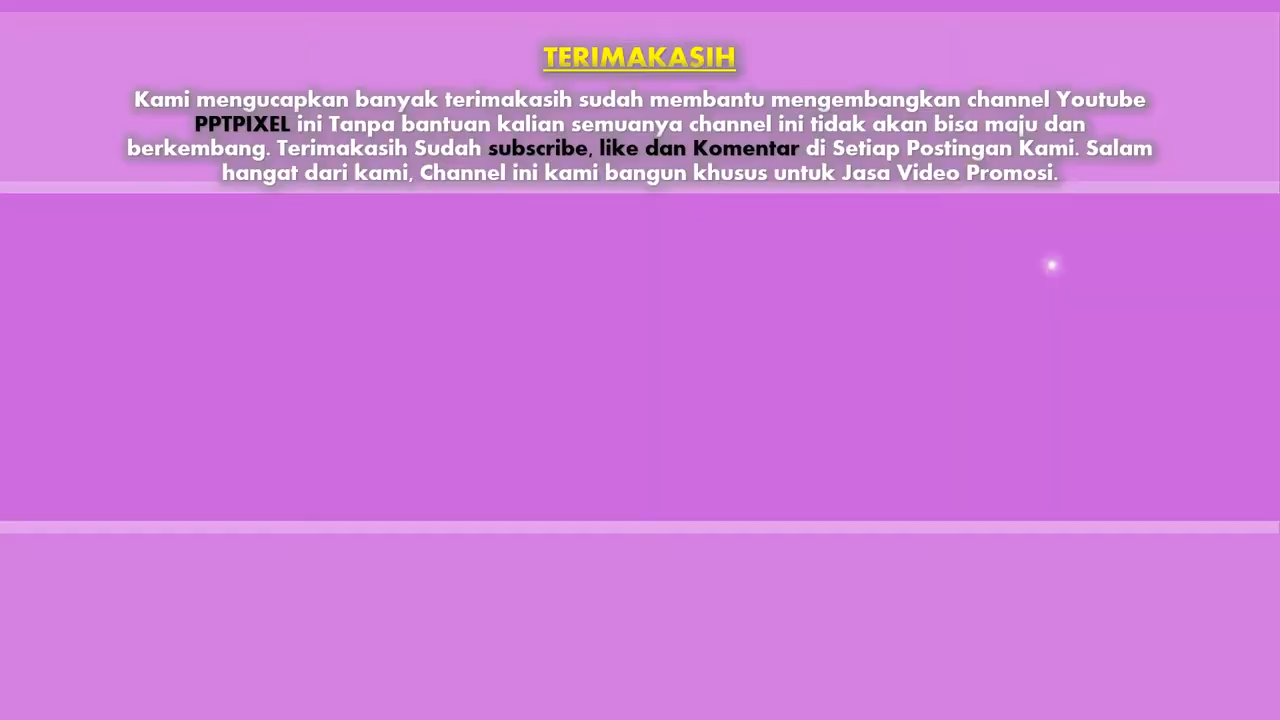 TERIMAKASIH
Kami mengucapkan banyak terimakasih sudah membantu mengembangkan channel Youtube
PPTPIXEL ini Tanpa bantuan kalian semuanya channel ini tidak akan bisa maju dan
berkembang. Terimakasih Sudah subscribe, like dan Komentar di Setiap Postingan Kami. Salam
hangat dari kami, Channel ini kami bangun khusus untuk Jasa Video Promosi.